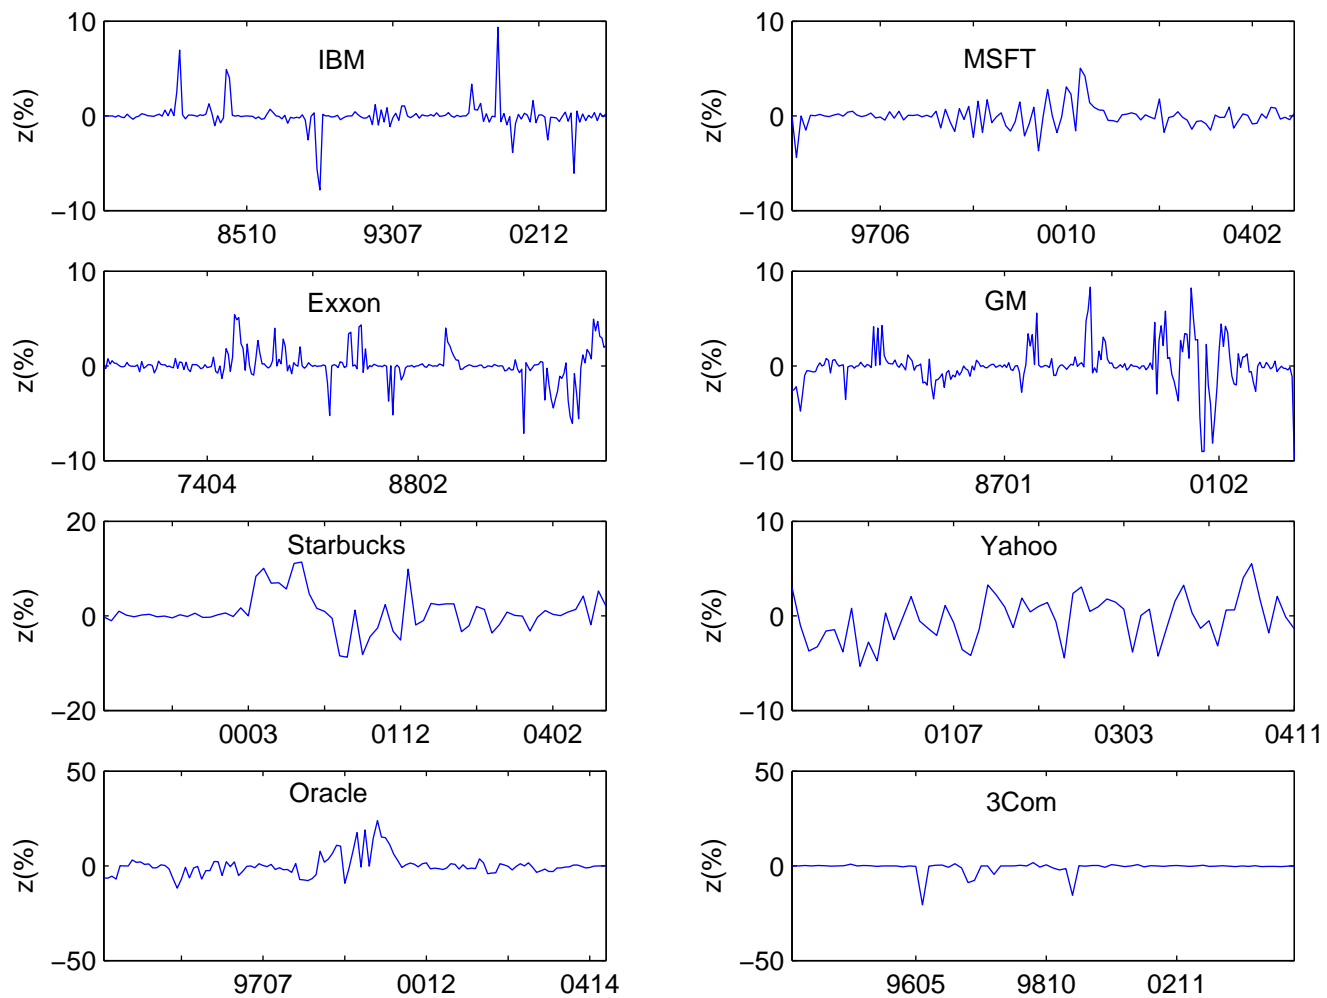 10 10
IBM MSFT
z(%) 0 z(%) 0
−10 −10
8510 9307 0212 9706 0010 0402
10 10
Exxon GM
z(%) 0 z(%) 0
−10 −10
7404 8802 8701 0102
20 10
Starbucks Yahoo
z(%) 0 z(%) 0
−20 −10
0003 0112 0402 0107 0303 0411
50 50
Oracle 3Com
z(%) 0 z(%) 0
−50 −50
9707 0012 0414 9605 9810 0211